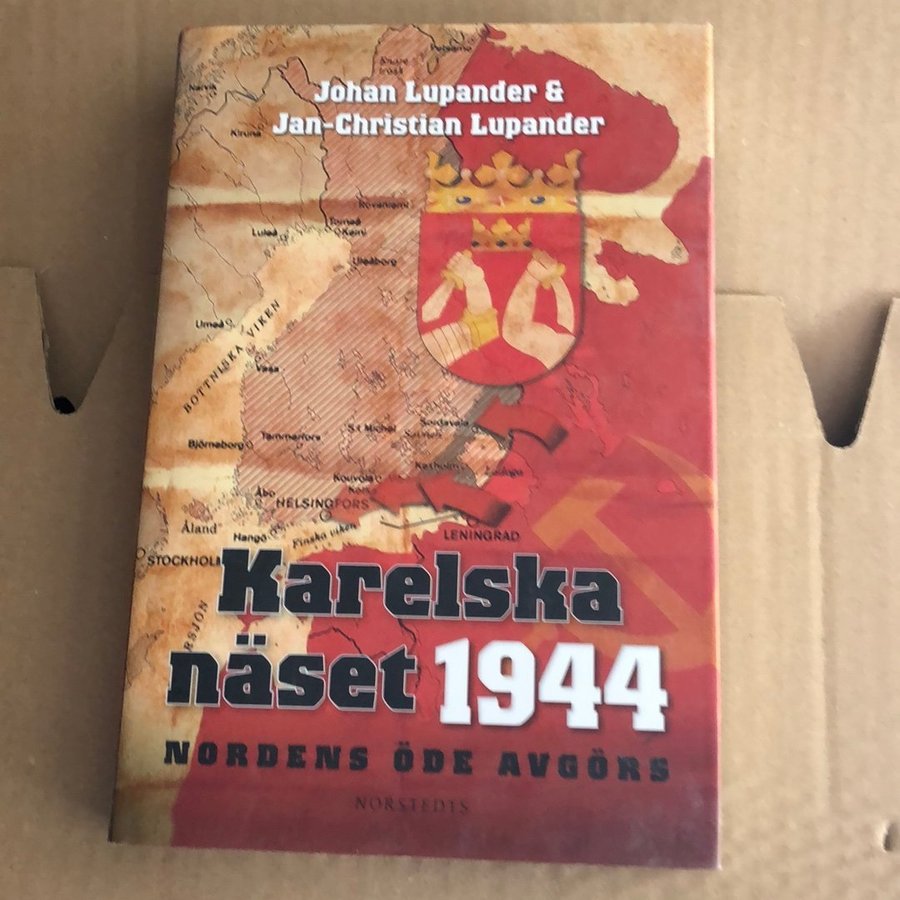 Petsamo
Narvik
Johan Lupander &
Jan-Christian Lupander
Kiruna
Rovaniemi
Torneå
Luleå
Kemi
Uleåborg
Umeå
BOTTNISKA VIKEN
Vasa
Björneborg
Tammerfors
S:t Michel
Sordavala
Kexholm
Ladoga
Kouvola
Åbo
HELSINGFORS
Åland
Hangö
Finska viken
LENINGRAD
STOCKHOLM
Karelska
näset 1944
NORDENS ÖDE AVGÖRS
NORSTEDTS